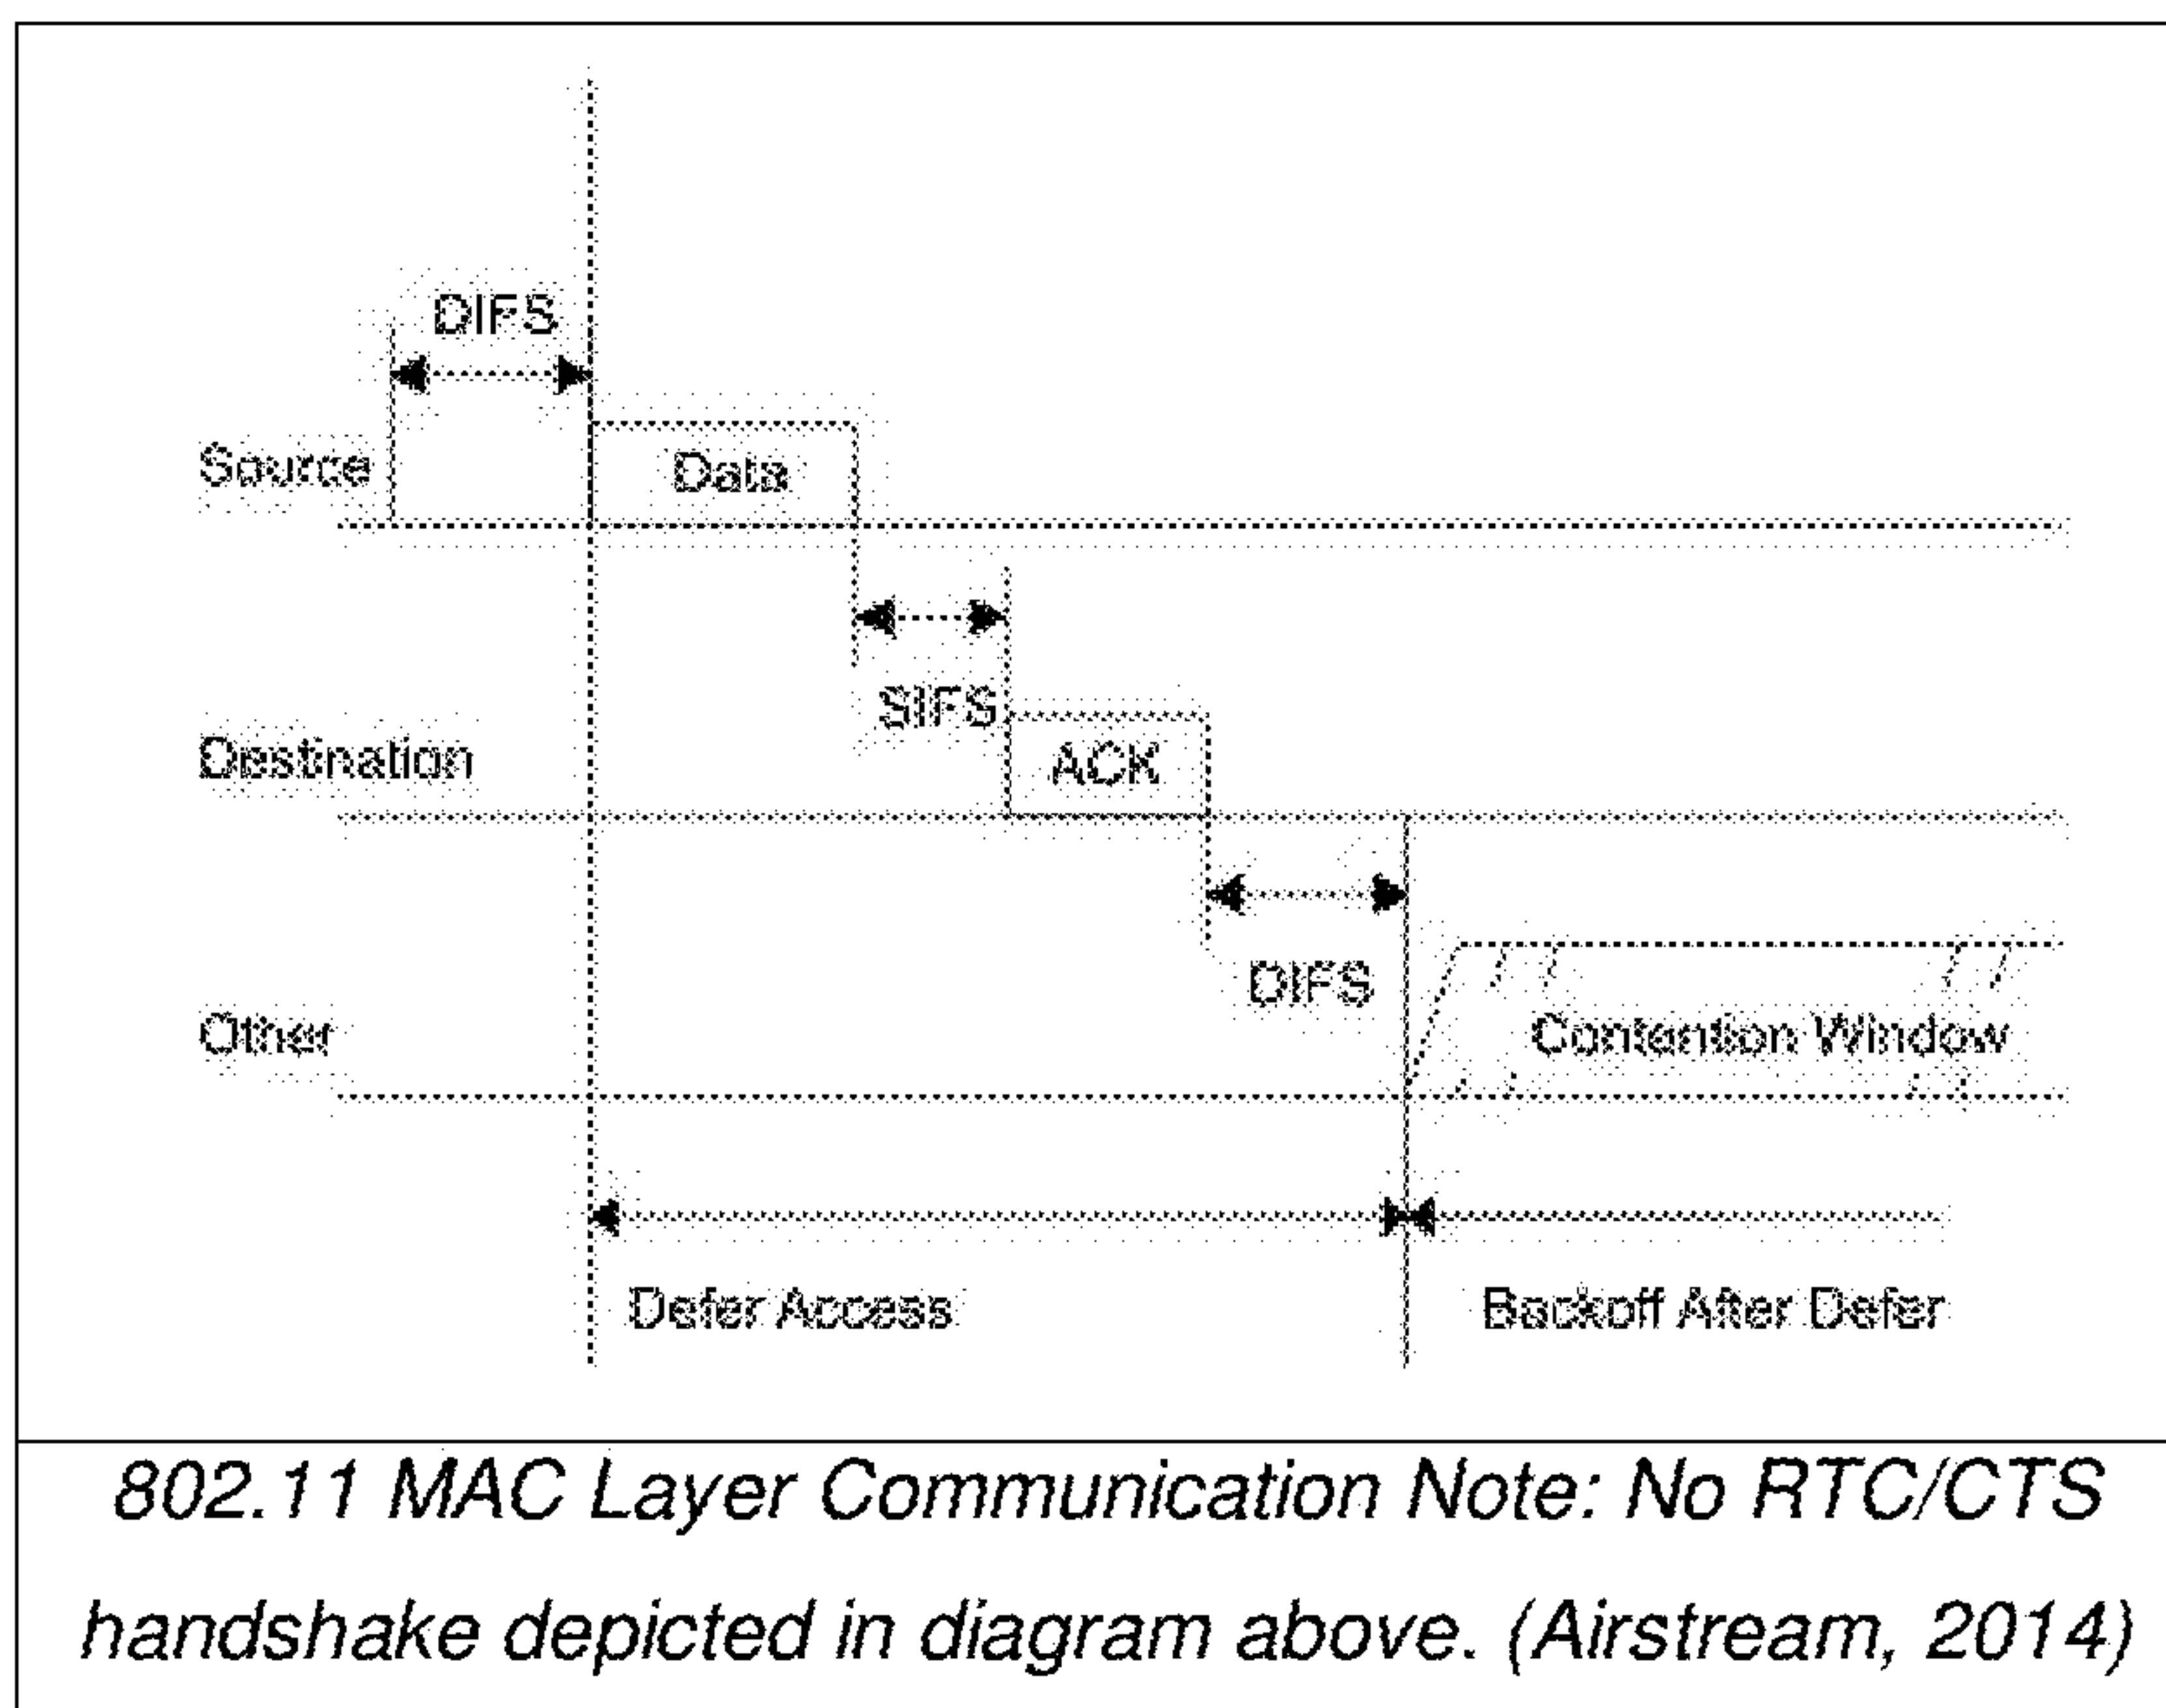 DIFS
Source
Data
SIFS
Destination
ACK
DIFS
Other
Contention Window
Defer Access
Backoff After Defer
802.11 MAC Layer Communication Note: No RTC/CTS
handshake depicted in diagram above. (Airstream, 2014)